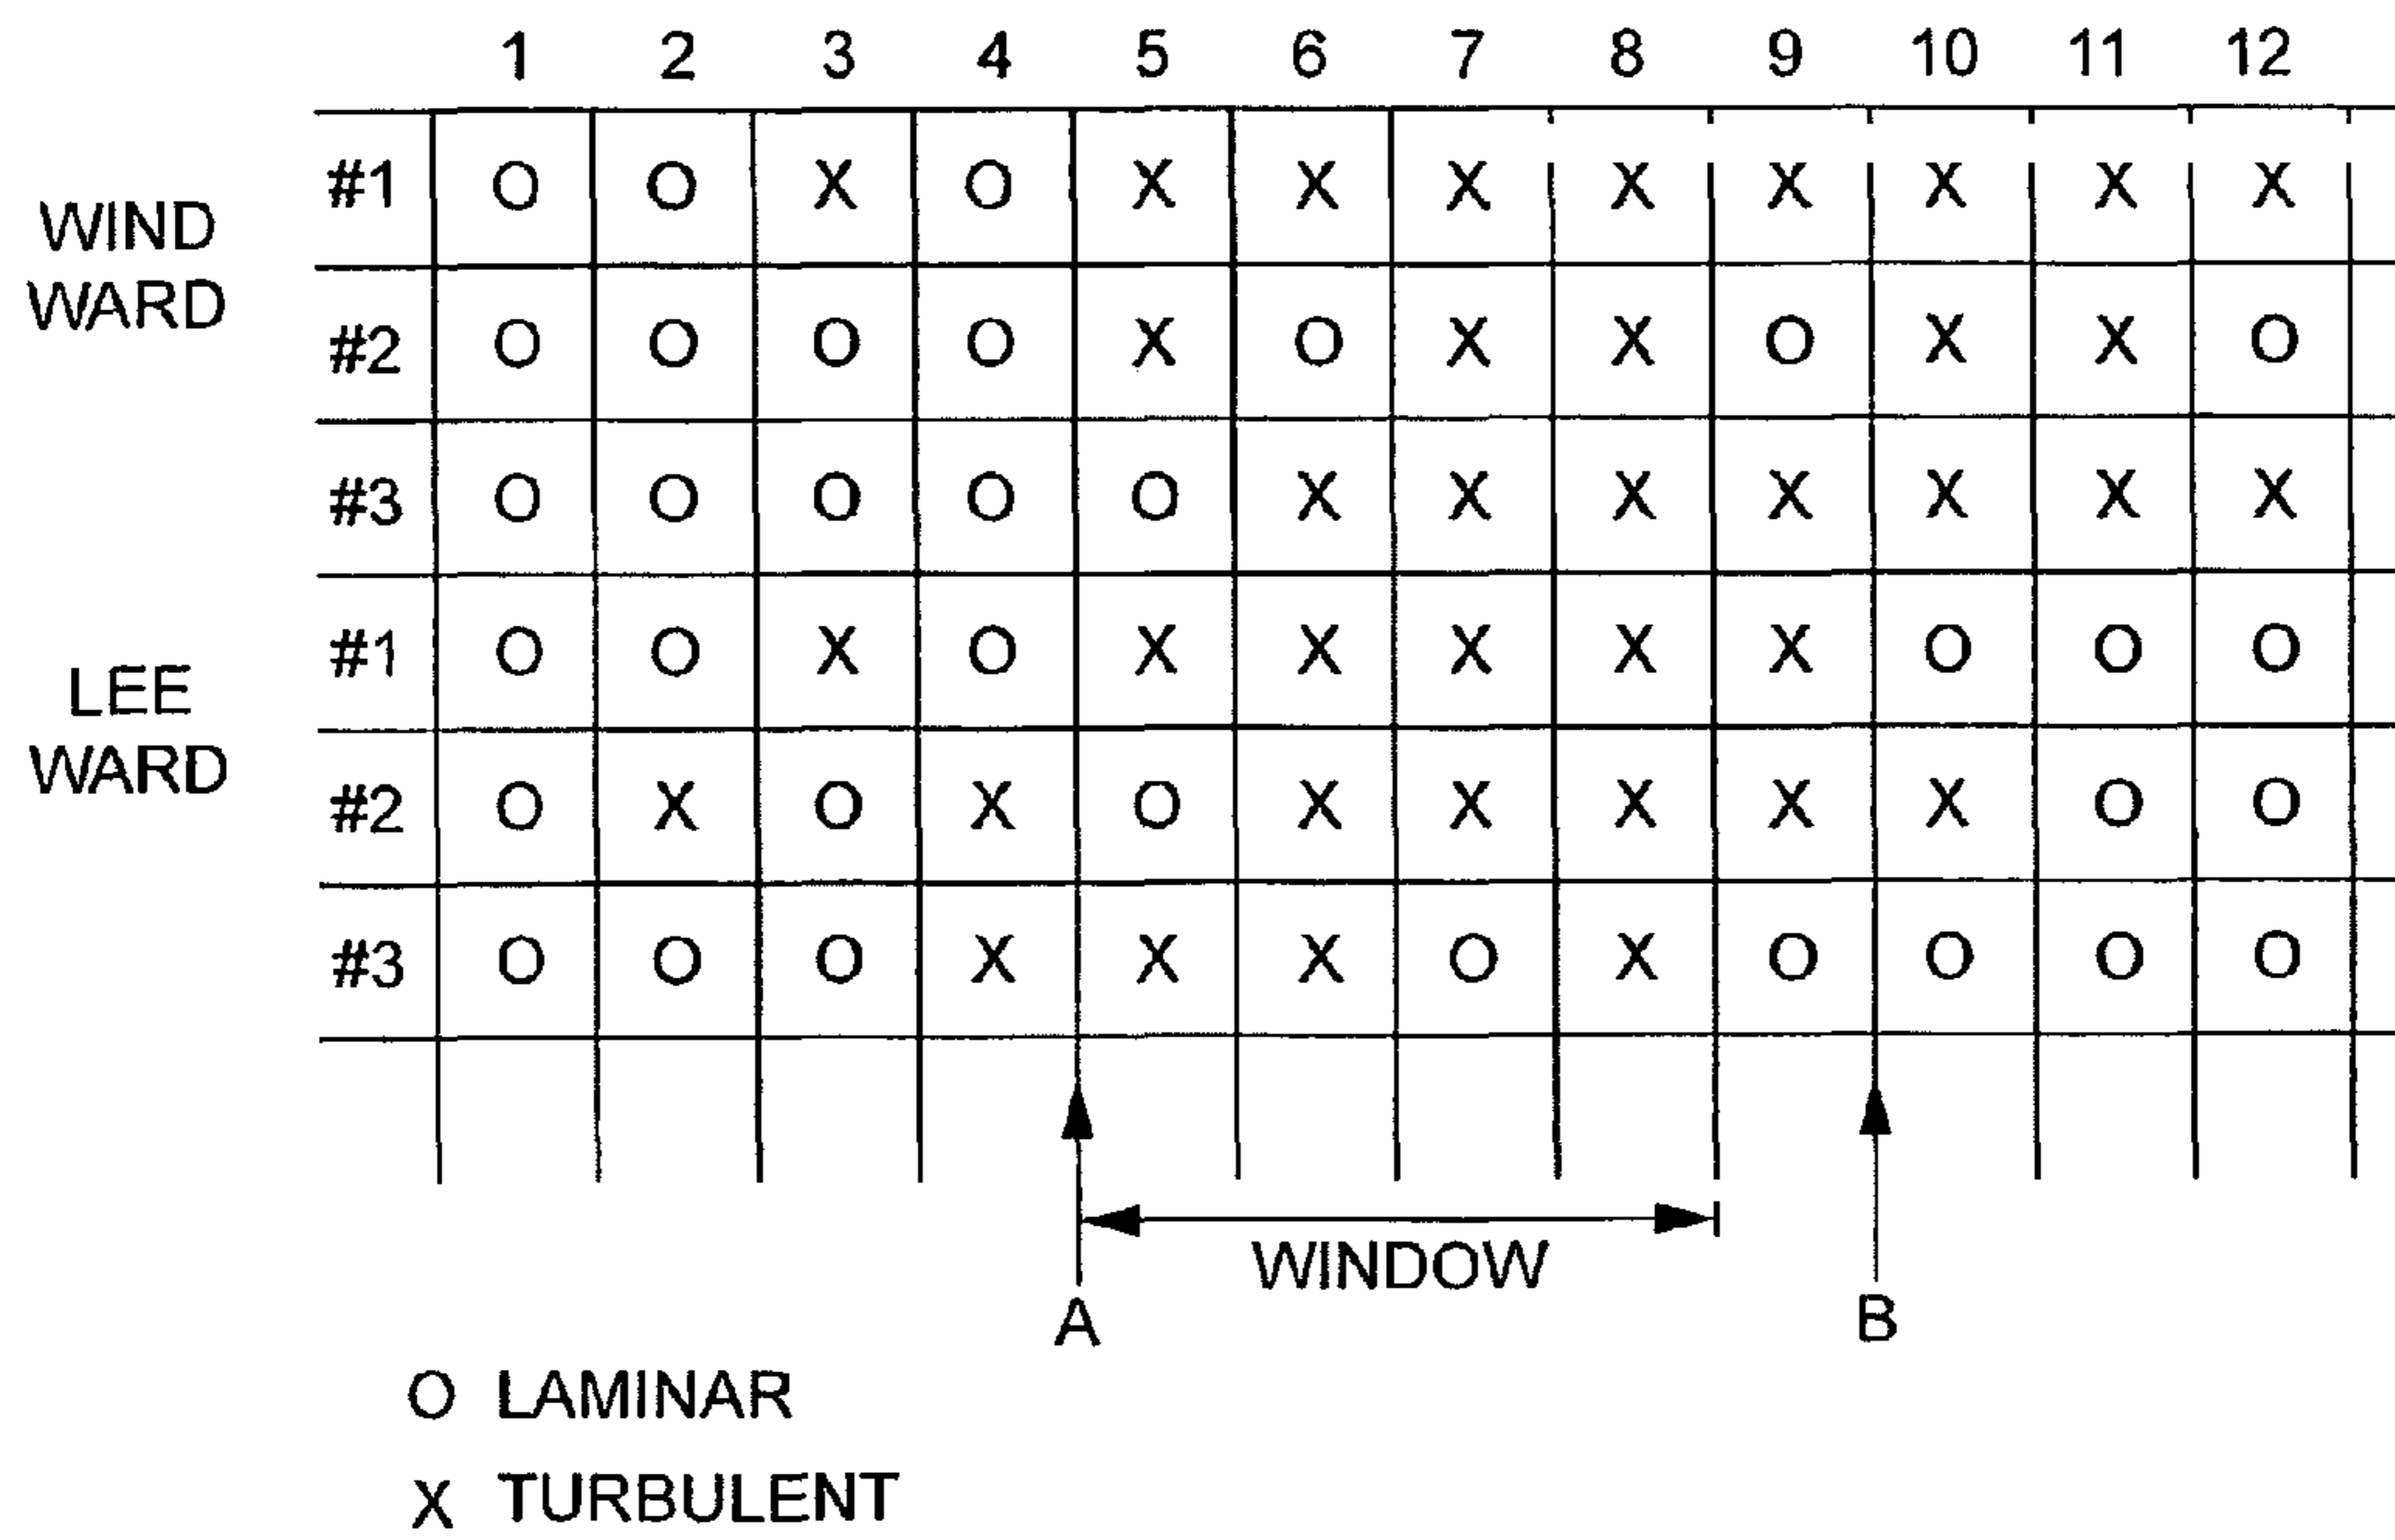 1 2 3 4 5 6 7 8 9 10 11 12
WIND
WARD
#1 O O X O X X X X X X X X
#2 O O O O X O X X O X X O
#3 O O O O O X X X X X X X
LEE
WARD
#1 O O X O X X X X X O O O
#2 O X O X O X X X X X O O
#3 O O O X X X O X O O O O
WINDOW
A B
O LAMINAR
X TURBULENT